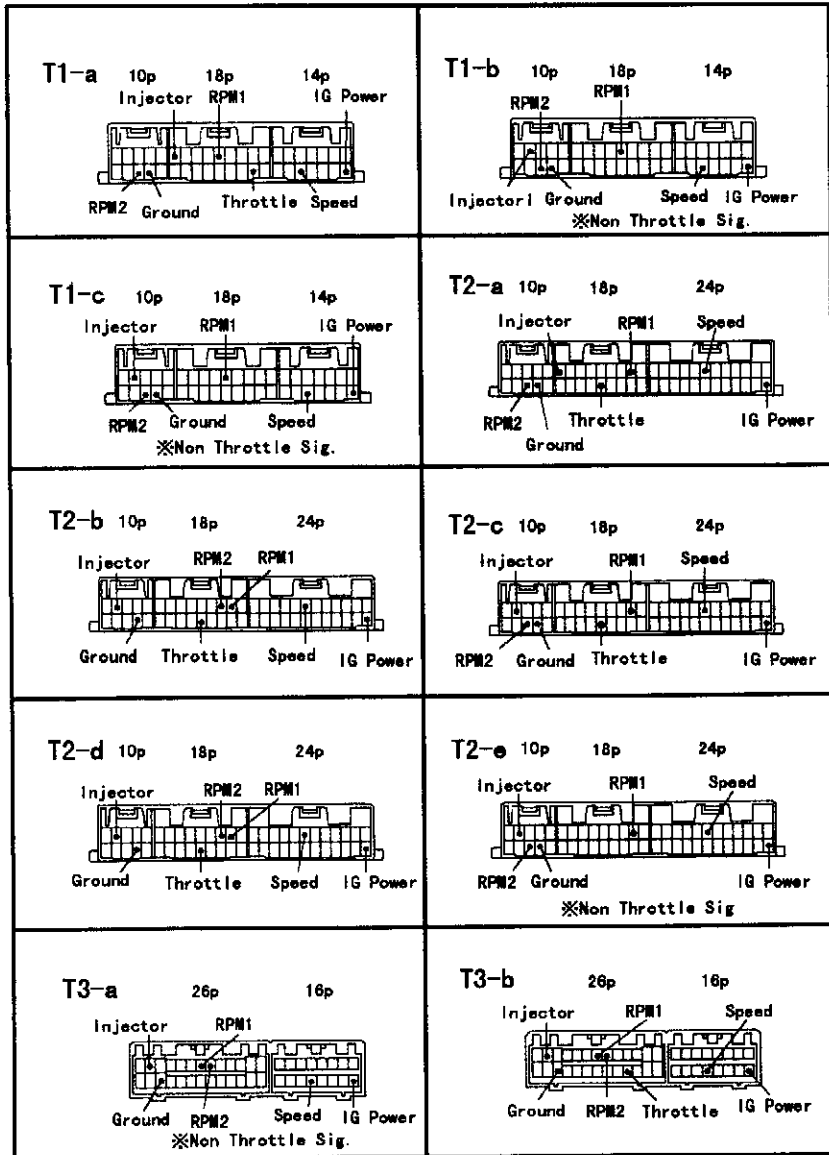 T1-a 10p 18p 14p
Injector RPM1 IG Power
RPM2 Ground Throttle Speed
T1-b 10p 18p 14p
RPM2 RPM1
Injector1 Ground Speed IG Power
※Non Throttle Sig.
T1-c 10p 18p 14p
Injector RPM1 IG Power
RPM2 Ground Speed
※Non Throttle Sig.
T2-a 10p 18p 24p
Injector RPM1 Speed
RPM2 Throttle IG Power
Ground
T2-b 10p 18p 24p
Injector RPM2 RPM1
Ground Throttle Speed IG Power
T2-c 10p 18p 24p
Injector RPM1 Speed
RPM2 Ground Throttle IG Power
T2-d 10p 18p 24p
Injector RPM2 RPM1
Ground Throttle Speed IG Power
T2-e 10p 18p 24p
Injector RPM1 Speed
RPM2 Ground IG Power
※Non Throttle Sig
T3-a 26p 16p
Injector RPM1
Ground RPM2 Speed IG Power
※Non Throttle Sig.
T3-b 26p 16p
Injector RPM1 Speed
Ground RPM2 Throttle IG Power